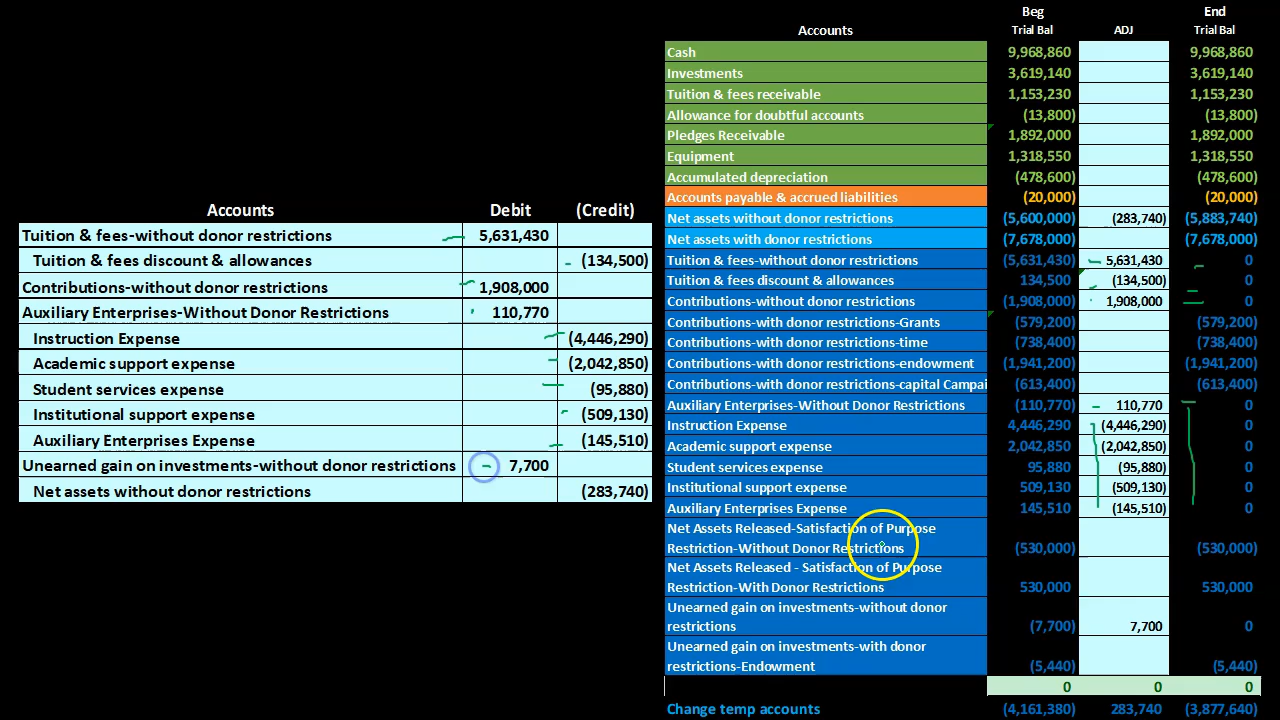 Accounts Debit (Credit)
Tuition & fees-without donor restrictions 5,631,430
Tuition & fees discount & allowances (134,500)
Contributions-without donor restrictions 1,908,000
Auxiliary Enterprises-Without Donor Restrictions 110,770
Instruction Expense (4,446,290)
Academic support expense (2,042,850)
Student services expense (95,880)
Institutional support expense (509,130)
Auxiliary Enterprises Expense (145,510)
Unearned gain on investments-without donor restrictions 7,700
Net assets without donor restrictions (283,740)
Beg End
Accounts Trial Bal ADJ Trial Bal
Cash 9,968,860 9,968,860
Investments 3,619,140 3,619,140
Tuition & fees receivable 1,153,230 1,153,230
Allowance for doubtful accounts (13,800) (13,800)
Pledges Receivable 1,892,000 1,892,000
Equipment 1,318,550 1,318,550
Accumulated depreciation (478,600) (478,600)
Accounts payable & accrued liabilities (20,000) (20,000)
Net assets without donor restrictions (5,600,000) (283,740) (5,883,740)
Net assets with donor restrictions (7,678,000) (7,678,000)
Tuition & fees-without donor restrictions (5,631,430) 5,631,430 0
Tuition & fees discount & allowances 134,500 (134,500) 0
Contributions-without donor restrictions (1,908,000) 1,908,000 0
Contributions-with donor restrictions-Grants (579,200) (579,200)
Contributions-with donor restrictions-time (738,400) (738,400)
Contributions-with donor restrictions-endowment (1,941,200) (1,941,200)
Contributions-with donor restrictions-capital Campai (613,400) (613,400)
Auxiliary Enterprises-Without Donor Restrictions (110,770) 110,770 0
Instruction Expense 4,446,290 (4,446,290) 0
Academic support expense 2,042,850 (2,042,850) 0
Student services expense 95,880 (95,880) 0
Institutional support expense 509,130 (509,130) 0
Auxiliary Enterprises Expense 145,510 (145,510) 0
Net Assets Released-Satisfaction of Purpose
Restriction-Without Donor Restrictions (530,000) (530,000)
Net Assets Released - Satisfaction of Purpose
Restriction-With Donor Restrictions 530,000 530,000
Unearned gain on investments-without donor
restrictions (7,700) 7,700 0
Unearned gain on investments-with donor
restrictions-Endowment (5,440) (5,440)
0 0 0
Change temp accounts (4,161,380) 283,740 (3,877,640)